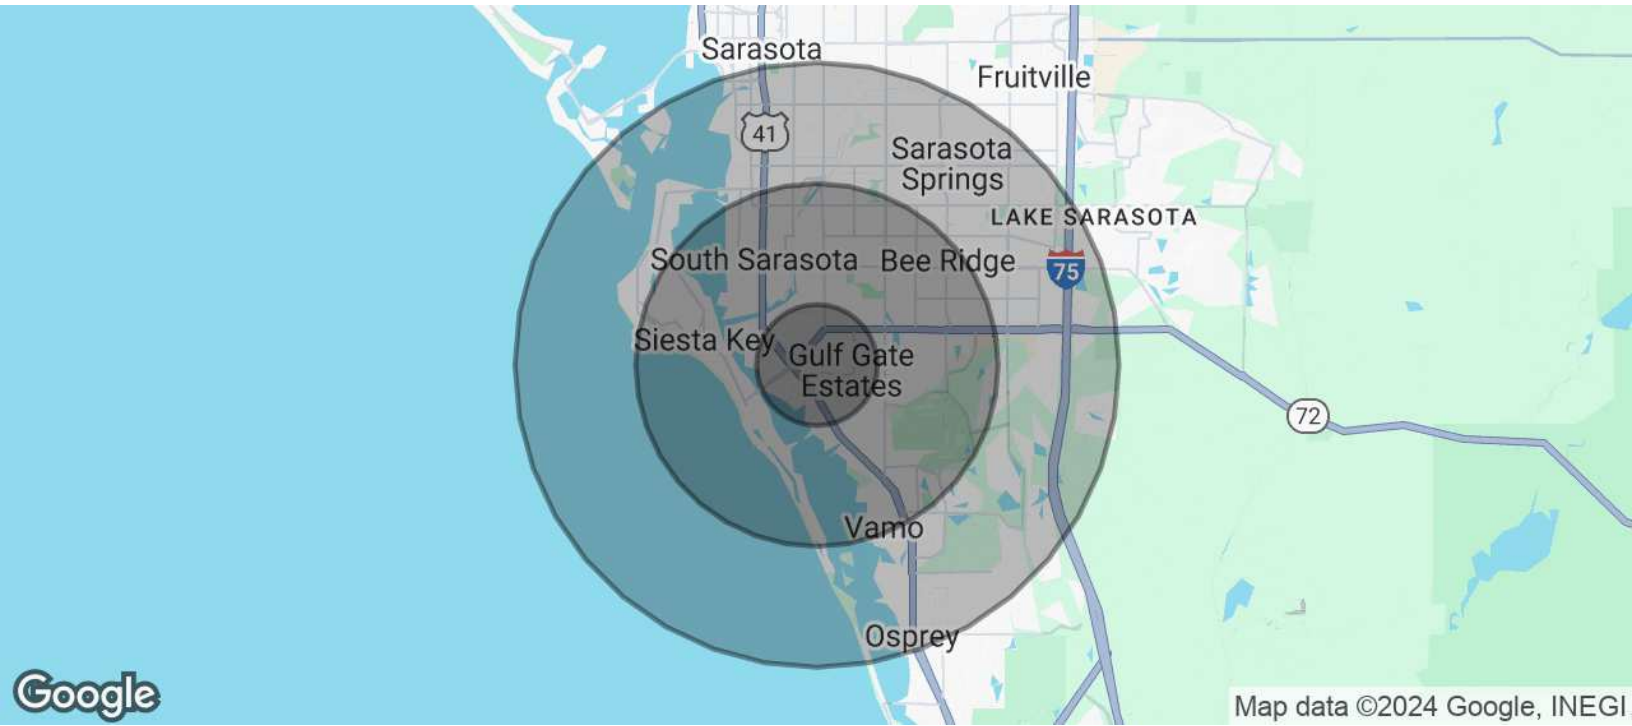 Sarasota
Fruitville
41
Sarasota
Springs
LAKE SARASOTA
South Sarasota
Bee Ridge
75
Siesta Key
Gulf Gate
Estates
72
Vamo
Osprey
Google
Map data ©2024 Google, INEGI